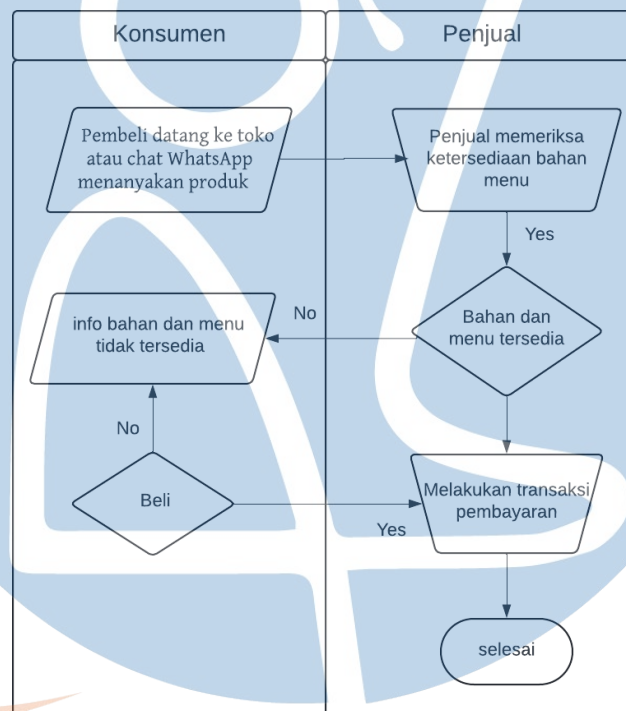 Konsumen
Penjual
Pembeli datang ke toko
atau chat WhatsApp
menanyakan produk
Penjual memeriksa
ketersediaan bahan
menu
Yes
Bahan dan
menu tersedia
No
info bahan dan menu
tidak tersedia
No
Beli
Yes
Melakukan transaksi
pembayaran
selesai